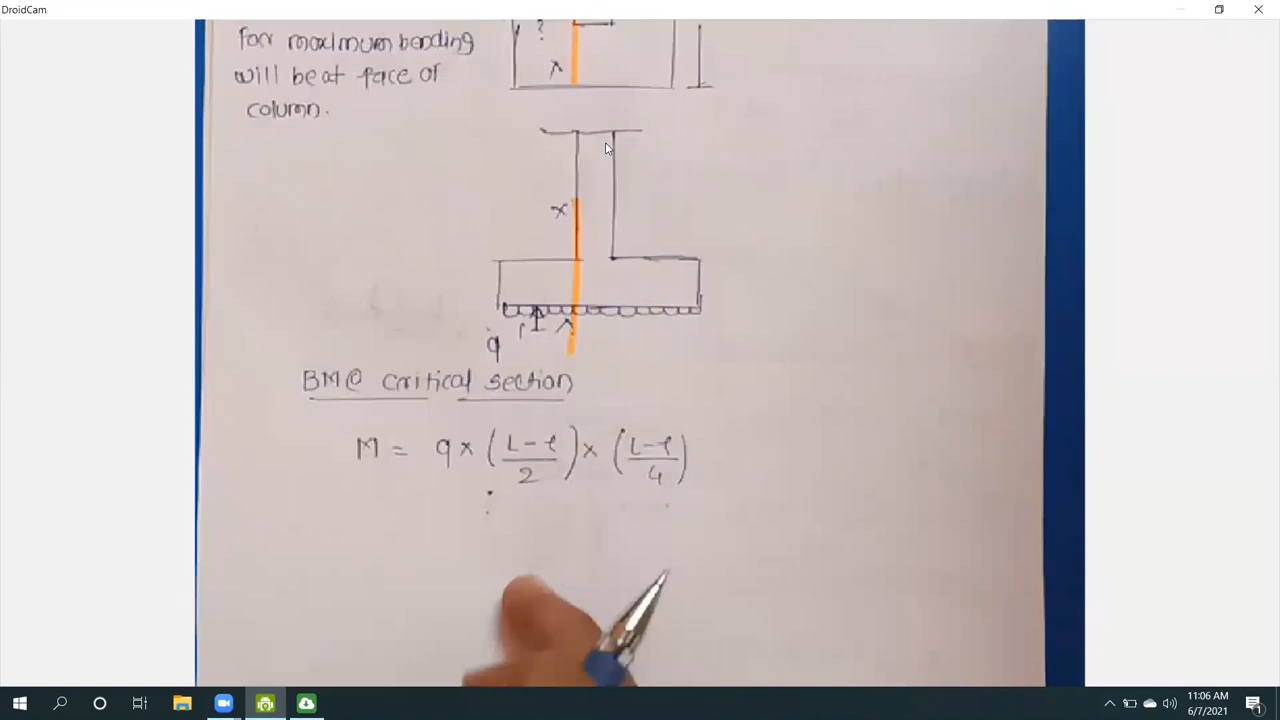 DroidCam
?
For maximum bending
will be at face of
column.
x
x
q
BM@ critical section
M = q × (L-l/2) × (L-l/4)
11:06 AM
6/7/2021
1